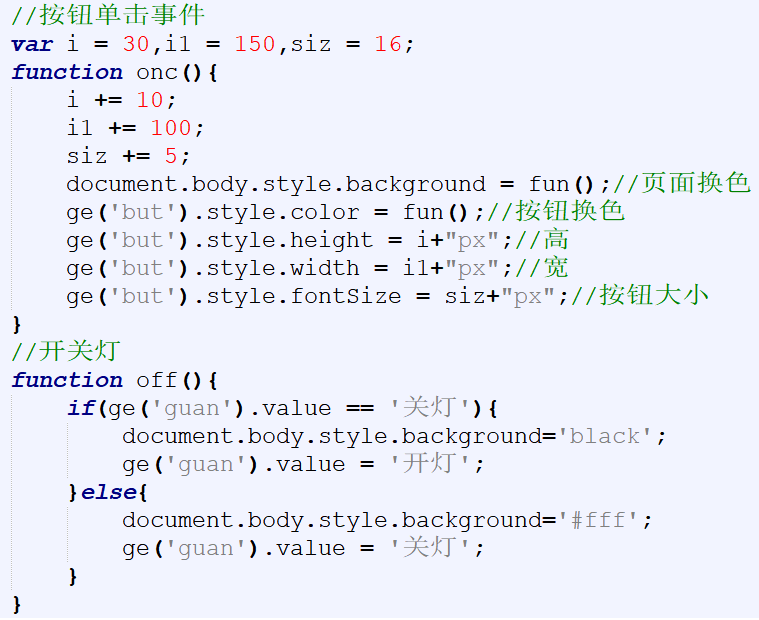 //按钮单击事件
var i = 30,i1 = 150,siz = 16;
function onc(){
    i += 10;
    i1 += 100;
    siz += 5;
    document.body.style.background = fun();//页面换色
    ge('but').style.color = fun();//按钮换色
    ge('but').style.height = i+"px";//高
    ge('but').style.width = i1+"px";//宽
    ge('but').style.fontSize = siz+"px";//按钮大小
}
//开关灯
function off(){
    if(ge('guan').value == '关灯'){
        document.body.style.background='black';
        ge('guan').value = '开灯';
    }else{
        document.body.style.background='#fff';
        ge('guan').value = '关灯';
    }
}